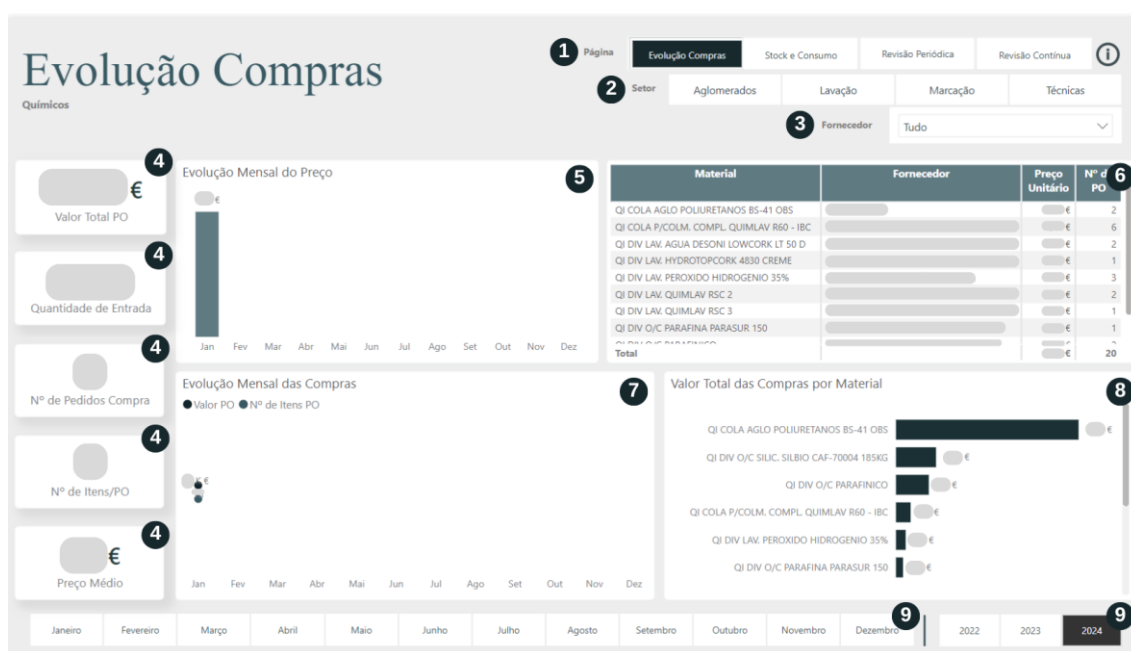 Evolução Compras
Químicos
1 Página Evolução Compras Stock e Consumo Revisão Periódica Revisão Contínua i
2 Setor Aglomerados Lavação Marcação Técnicas
3 Fornecedor Tudo
4
€
Valor Total PO
4
Quantidade de Entrada
4
Nº de Pedidos Compra
4
Nº de Itens/PO
4
€
Preço Médio
Evolução Mensal do Preço 5
€
Jan Fev Mar Abr Mai Jun Jul Ago Set Out Nov Dez
Material Fornecedor Preço Unitário Nº d PO 6
QI COLA AGLO POLIURETANOS BS-41 OBS € 2
QI COLA P/COLM. COMPL. QUIMLAV R60 - IBC € 6
QI DIV LAV. AGUA DESONI LOWCORK LT 50 D € 2
QI DIV LAV. HYDROTOPCORK 4830 CREME € 1
QI DIV LAV. PEROXIDO HIDROGENIO 35% € 3
QI DIV LAV. QUIMLAV RSC 2 € 2
QI DIV LAV. QUIMLAV RSC 3 € 1
QI DIV O/C PARAFINA PARASUR 150 € 1
Total € 20
Evolução Mensal das Compras 7
Valor PO Nº de Itens PO
€
Jan Fev Mar Abr Mai Jun Jul Ago Set Out Nov Dez
Valor Total das Compras por Material 8
QI COLA AGLO POLIURETANOS BS-41 OBS €
QI DIV O/C SILIC. SILBIO CAF-70004 185KG €
QI DIV O/C PARAFINICO €
QI COLA P/COLM. COMPL. QUIMLAV R60 - IBC €
QI DIV LAV. PEROXIDO HIDROGENIO 35% €
QI DIV O/C PARAFINA PARASUR 150 €
Janeiro Fevereiro Março Abril Maio Junho Julho Agosto Setembro Outubro Novembro Dezembro 9 2022 2023 2024 9